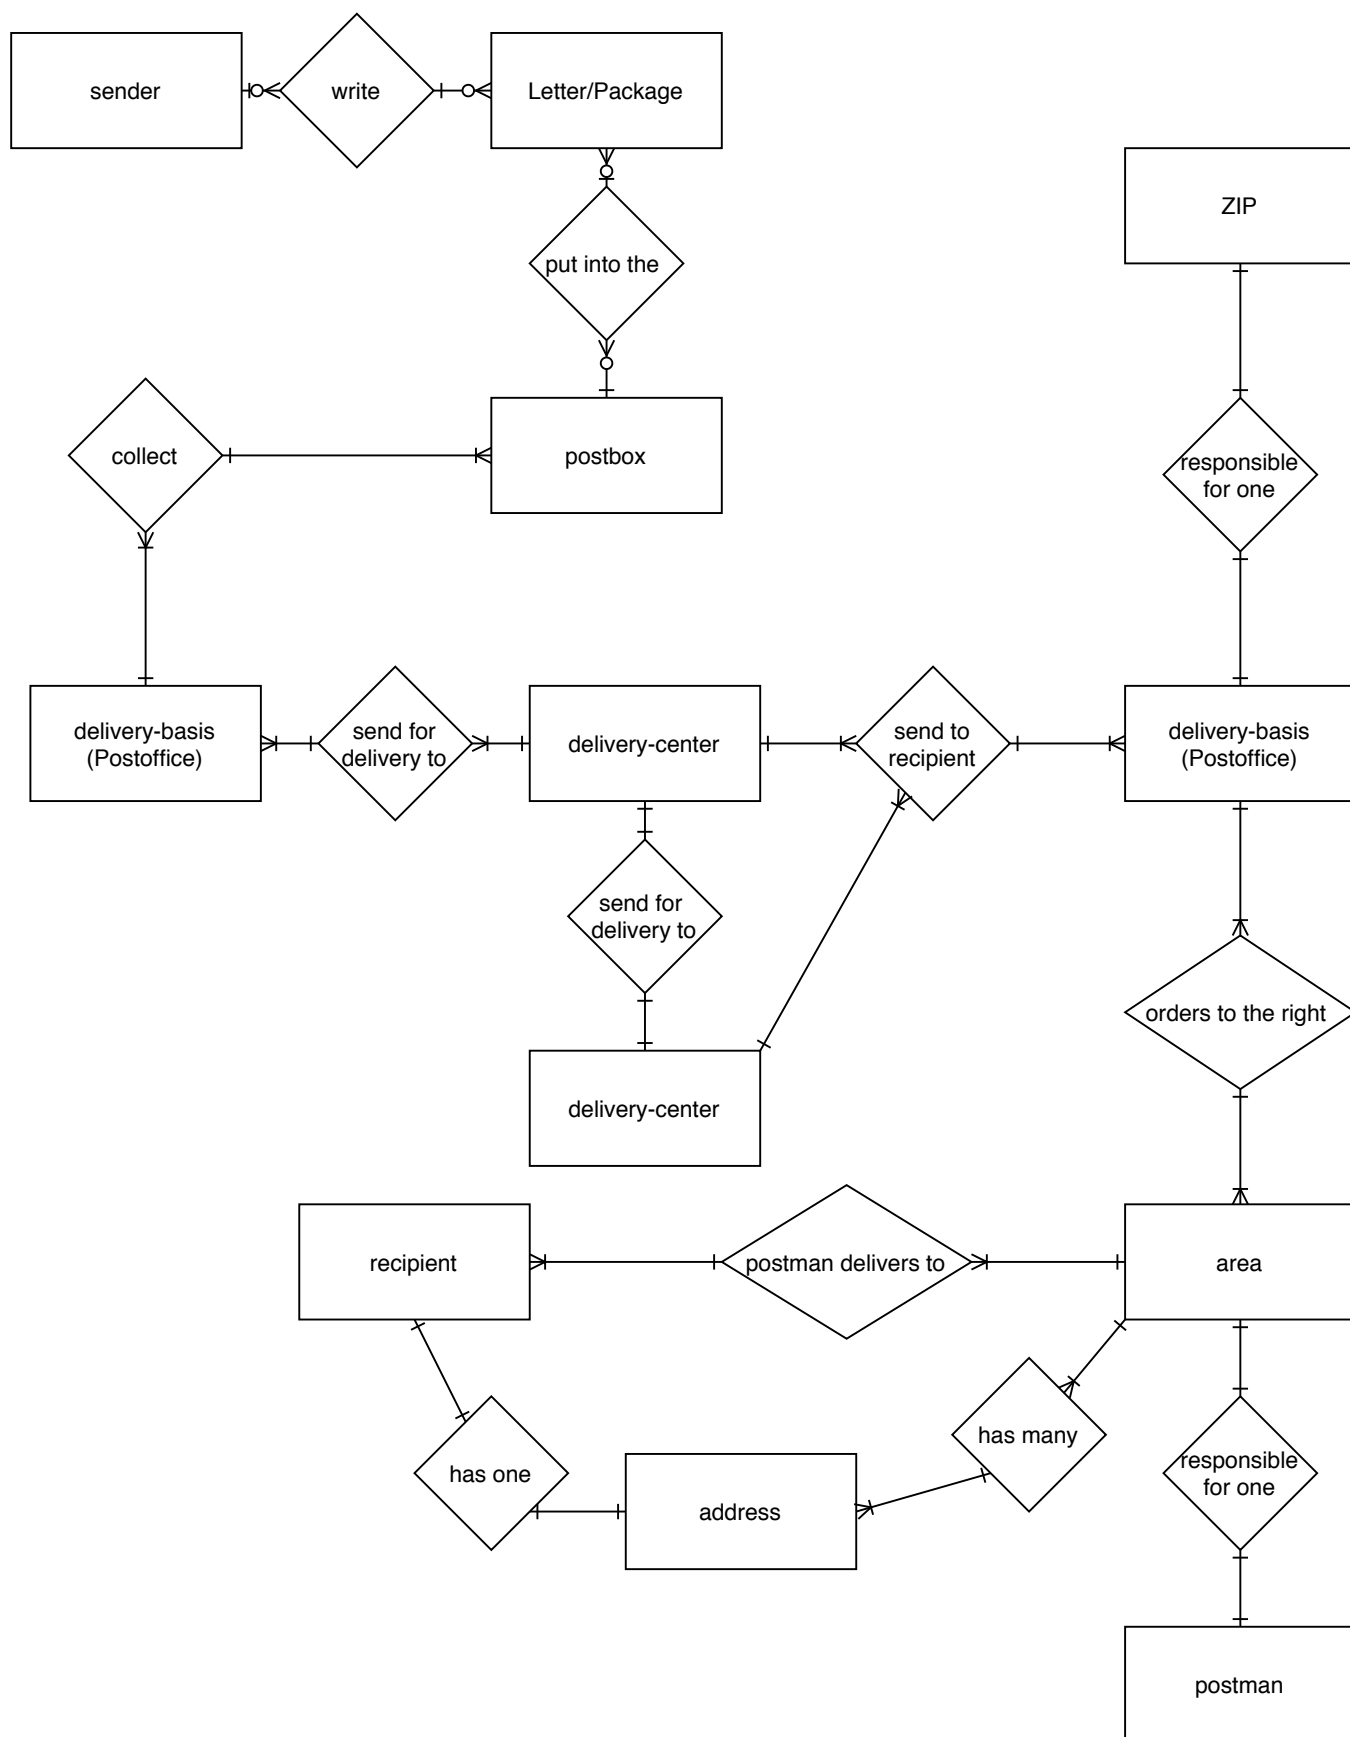 sender
write
Letter/Package
ZIP
put into the
collect
postbox
responsible
for one
delivery-basis
(Postoffice)
send for
delivery to
delivery-center
send to
recipient
delivery-basis
(Postoffice)
send for
delivery to
orders to the right
delivery-center
recipient
postman delivers to
area
has many
has one
address
responsible
for one
postman